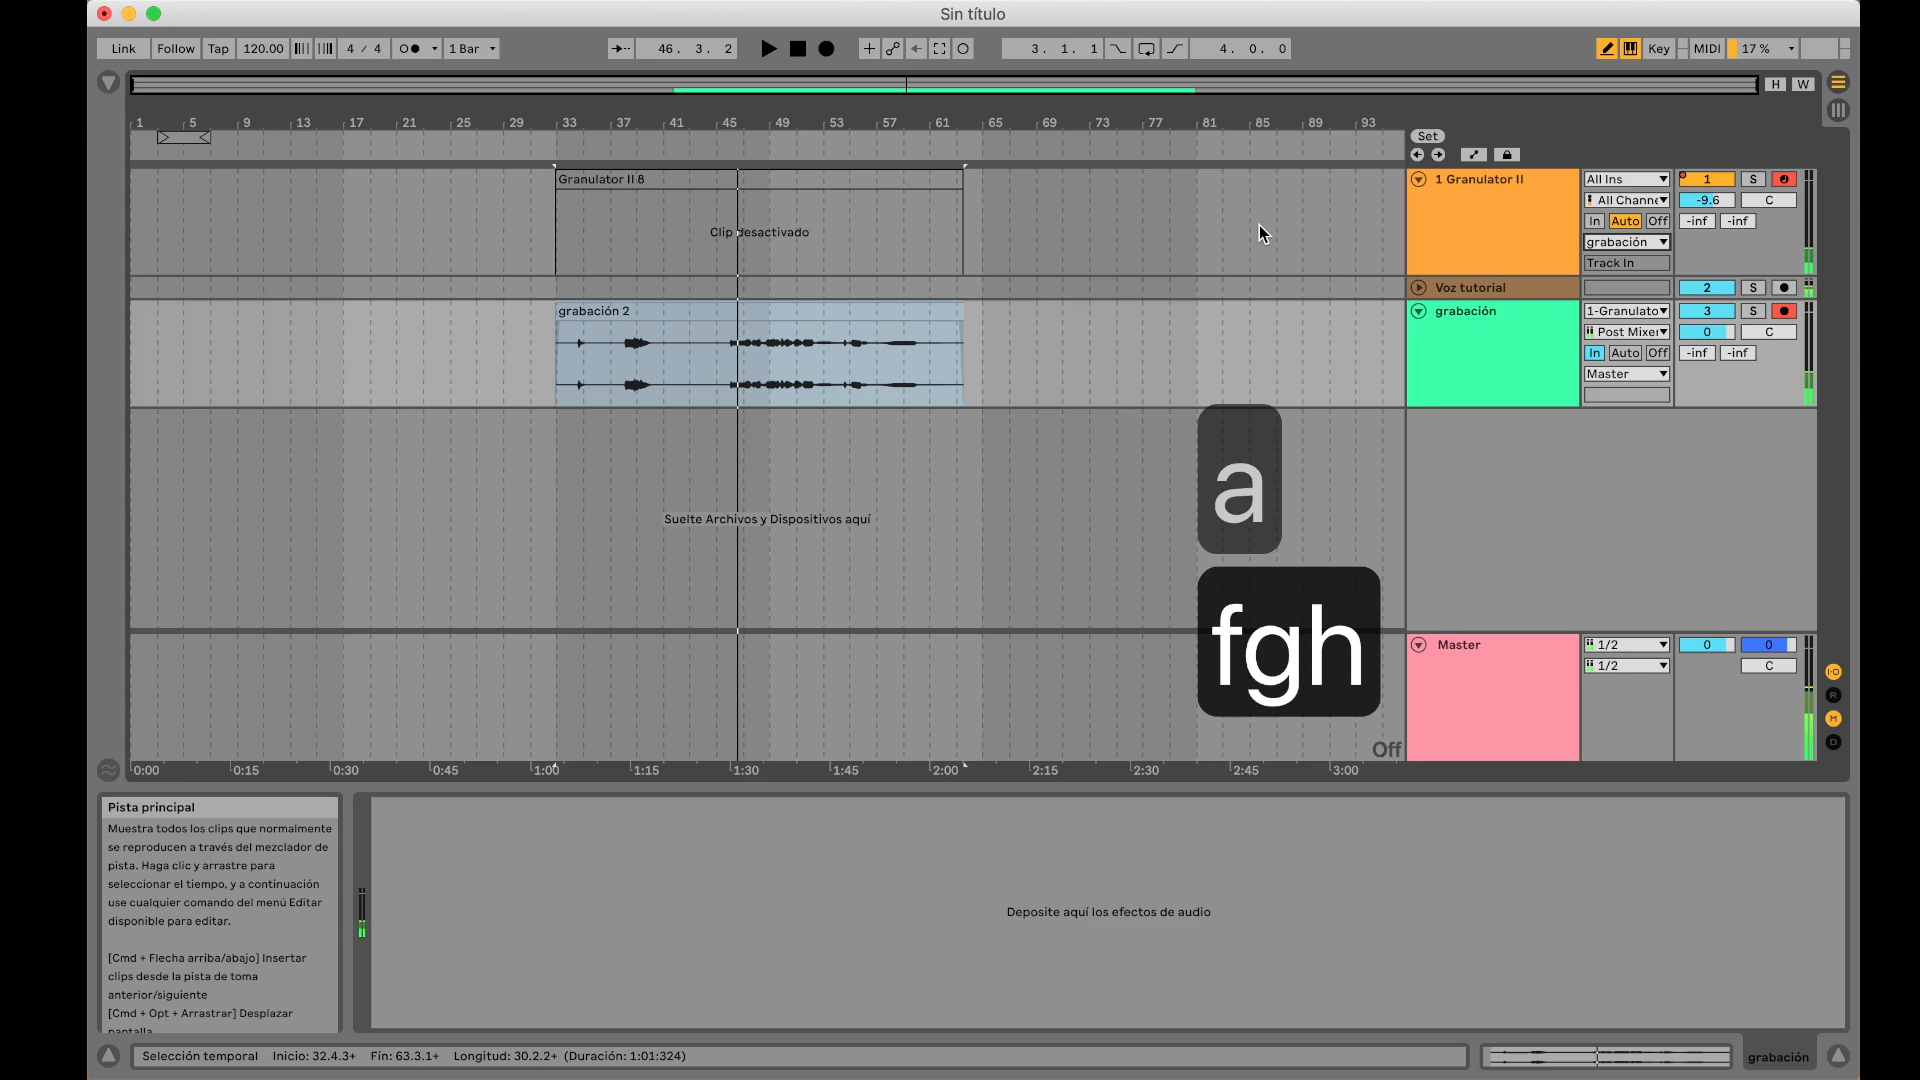 Sin título
Link Follow Tap 120.00 4 / 4 1 Bar 46. 3. 2 3. 1. 1 4. 0. 0 Key MIDI 17 %
H W
1 5 9 13 17 21 25 29 33 37 41 45 49 53 57 61 65 69 73 77 81 85 89 93
Set
Granulator II 8
Clip desactivado
1 Granulator II
All Ins 1 S
All Channe -9.6 C
In Auto Off -inf -inf
grabación
Track In
Voz tutorial 2 S
grabación 2
grabación
1-Granulato 3 S
Post Mixer 0 C
In Auto Off -inf -inf
Master
a
Suelte Archivos y Dispositivos aquí
fgh
Master 1/2 0 0
1/2 C
I·O
R
M
D
Off
0:00 0:15 0:30 0:45 1:00 1:15 1:30 1:45 2:00 2:15 2:30 2:45 3:00
Pista principal
Muestra todos los clips que normalmente
se reproducen a través del mezclador de
pista. Haga clic y arrastre para
seleccionar el tiempo, y a continuación
use cualquier comando del menú Editar
disponible para editar.
[Cmd + Flecha arriba/abajo] Insertar
clips desde la pista de toma
anterior/siguiente
[Cmd + Opt + Arrastrar] Desplazar
pantalla
Deposite aquí los efectos de audio
Selección temporal Inicio: 32.4.3+ Fín: 63.3.1+ Longitud: 30.2.2+ (Duración: 1:01:324)
grabación